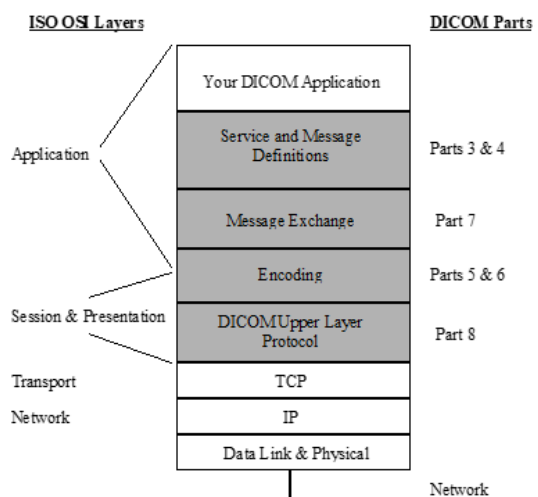 ISO OSI Layers
DICOM Parts
Your DICOM Application
Service and Message
Definitions
Parts 3 & 4
Application
Message Exchange
Part 7
Encoding
Parts 5 & 6
Session & Presentation
DICOM Upper Layer
Protocol
Part 8
Transport
TCP
Network
IP
Data Link & Physical
Network